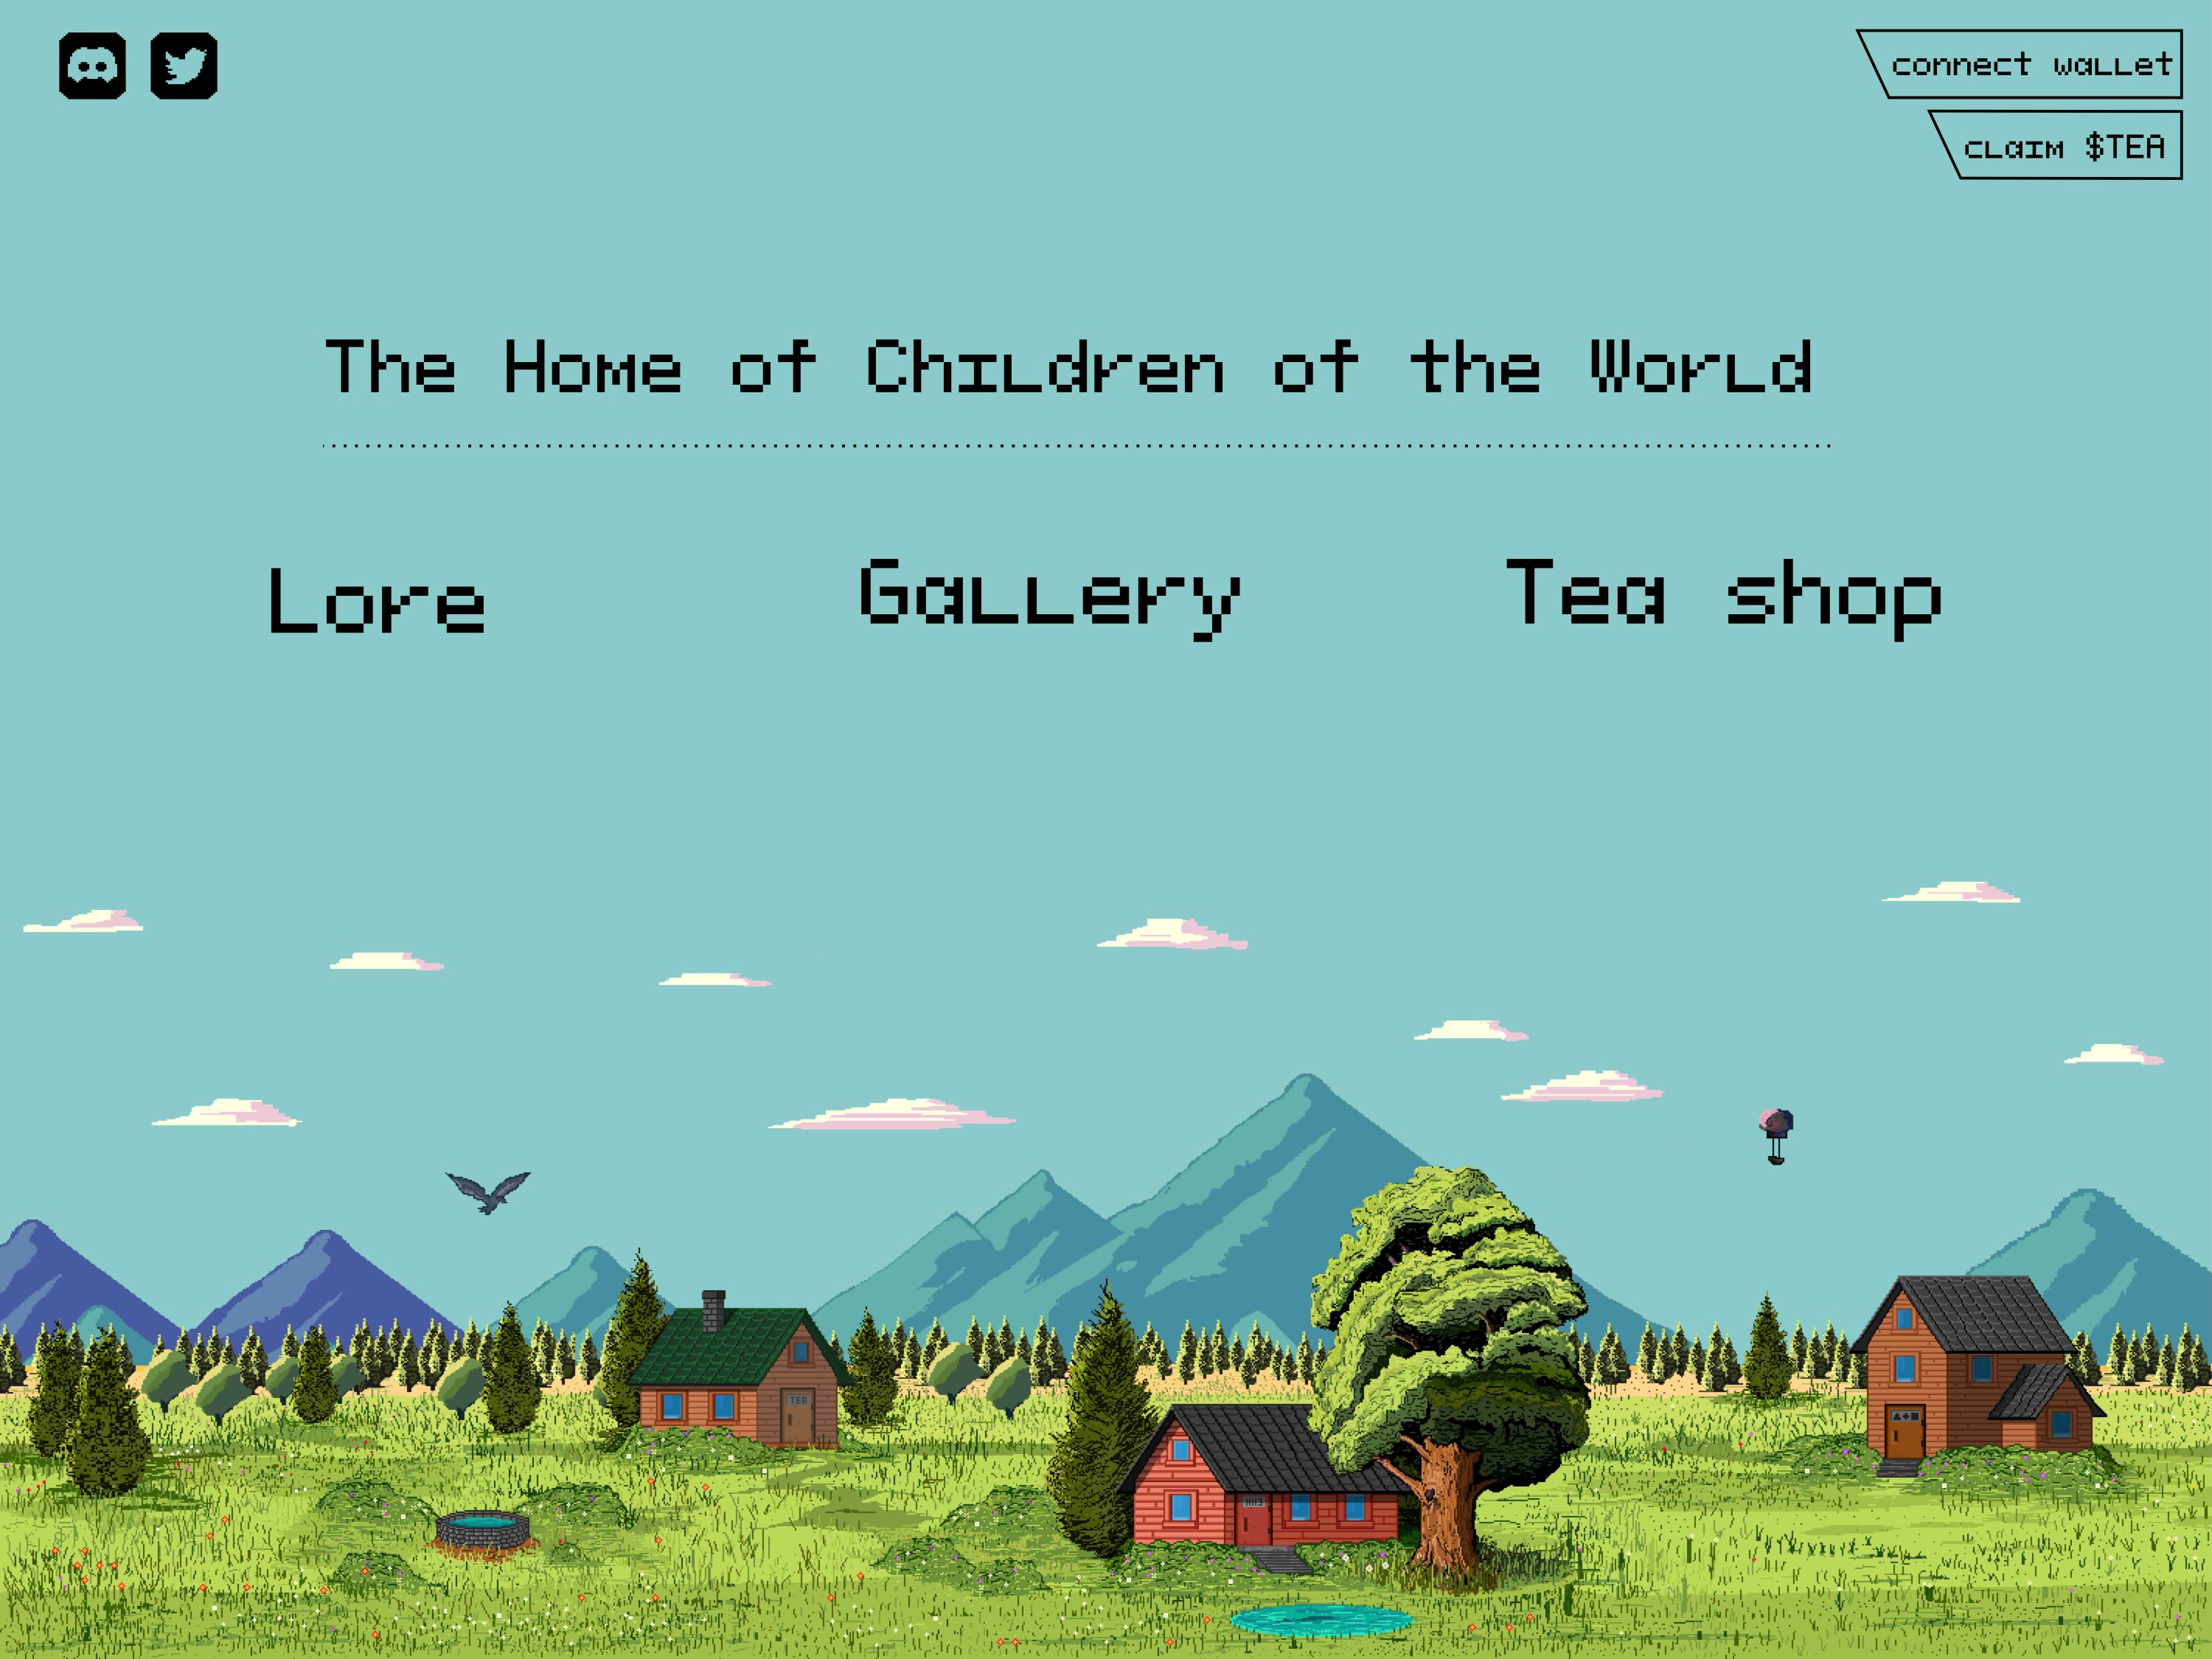 connect wallet
claim $TEA
The Home of Children of the World
Lore
Gallery
Tea shop
TEA